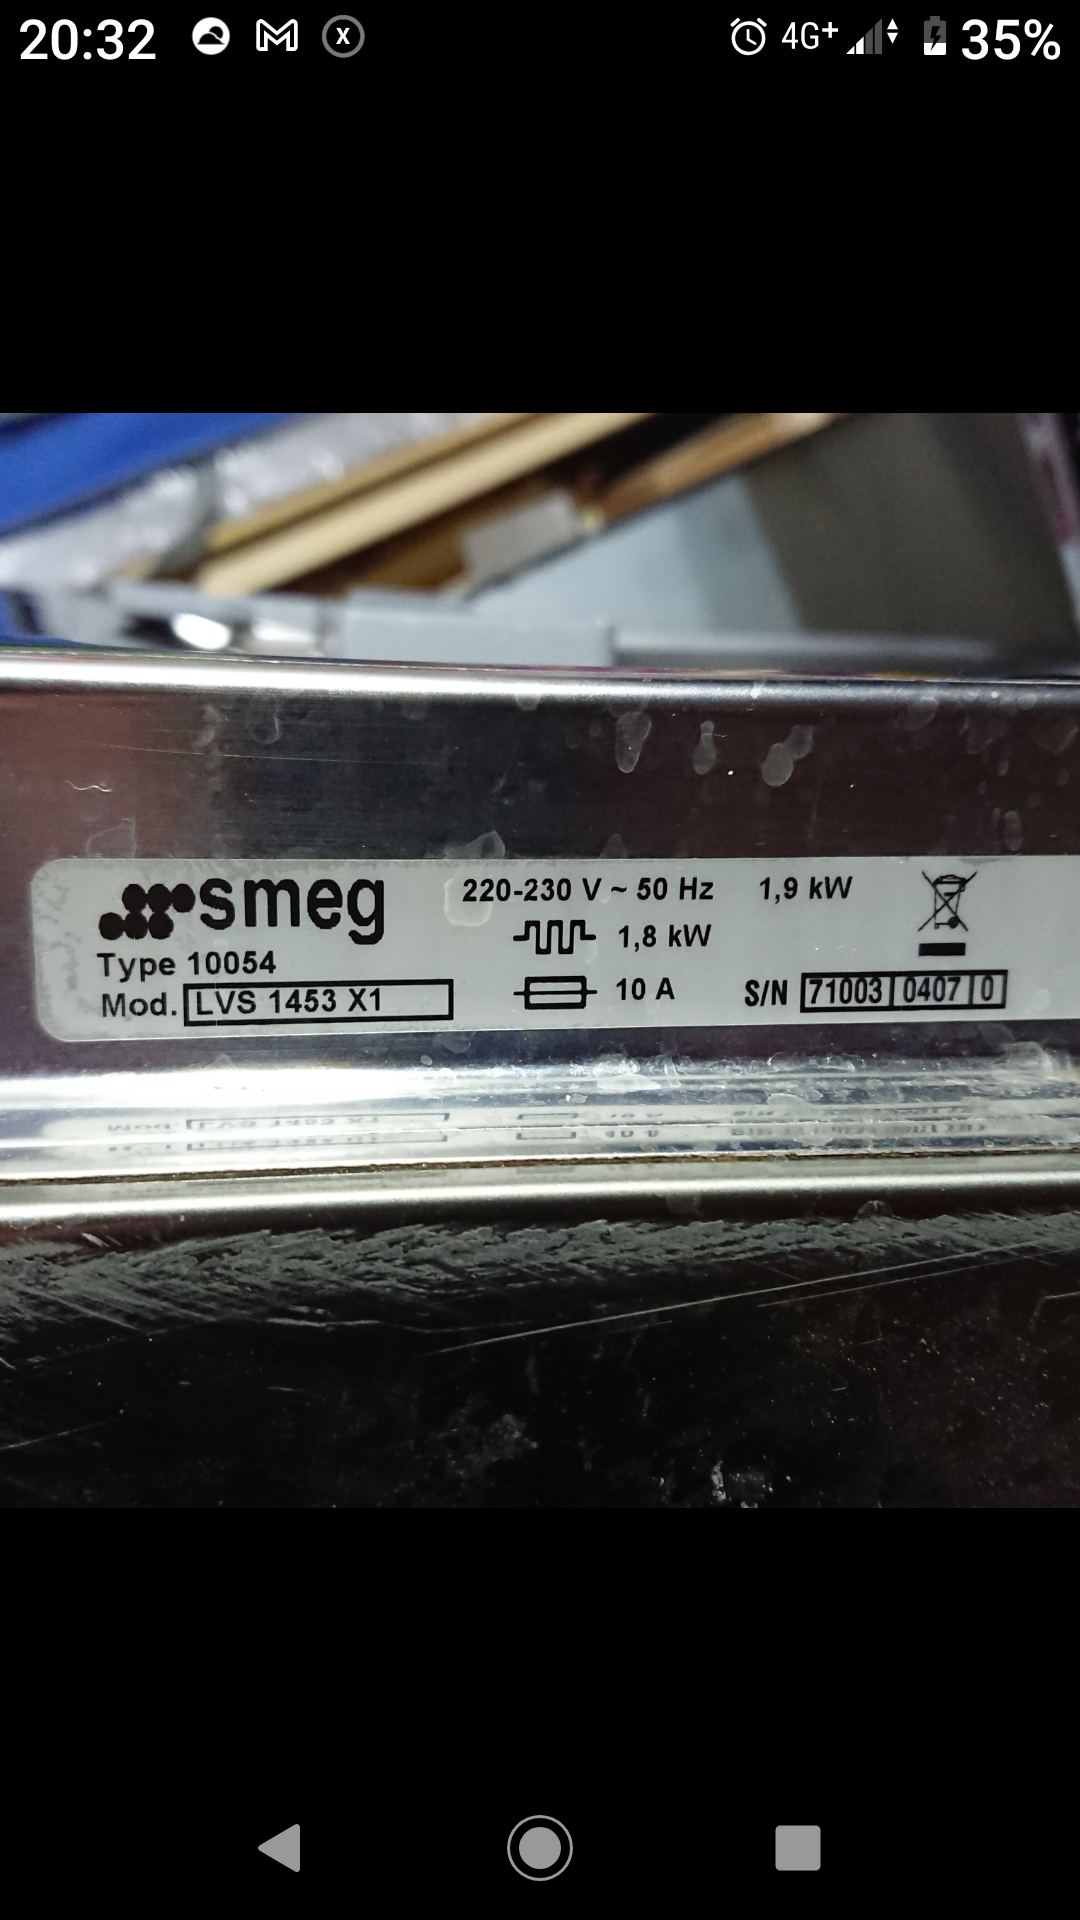 20:32 X 4G+ 35%
smeg 220-230 V ~ 50 Hz 1,9 kW
1,8 kW
Type 10054
Mod. LVS 1453 X1 10 A S/N 71003 0407 0